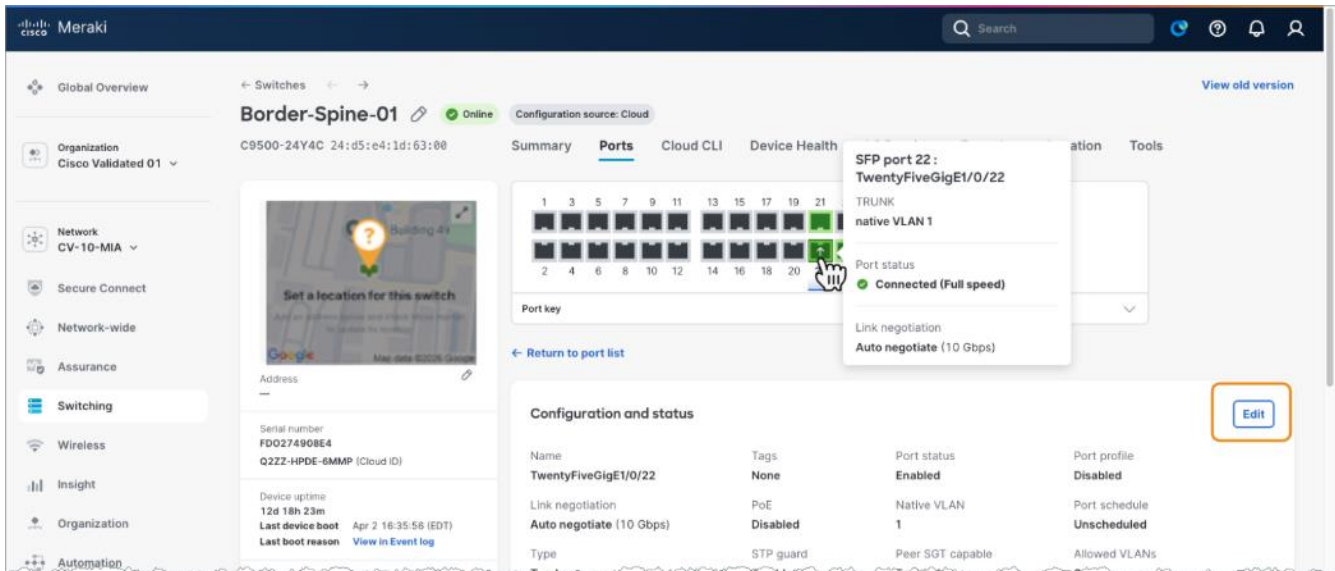 cisco Meraki
Search
Global Overview
← Switches ← →
View old version
Border-Spine-01 Online Configuration source: Cloud
Organization
Cisco Validated 01
C9500-24Y4C 24:d5:e4:1d:63:00
Summary Ports Cloud CLI Device Health ation Tools
SFP port 22 :
TwentyFiveGigE1/0/22
TRUNK
native VLAN 1
Port status
Connected (Full speed)
Link negotiation
Auto negotiate (10 Gbps)
1 3 5 7 9 11 13 15 17 19 21
2 4 6 8 10 12 14 16 18 20
Port key
← Return to port list
Network
CV-10-MIA
Secure Connect
Network-wide
Assurance
Switching
Wireless
Insight
Organization
Automation
Building 49
?
Set a location for this switch
Google Map data ©2026 Google
Address
—
Serial number
FDO274908E4
Q2ZZ-HPDE-6MMP (Cloud ID)
Device uptime
12d 18h 23m
Last device boot Apr 2 16:35:56 (EDT)
Last boot reason View in Event log
Configuration and status
Edit
Name Tags Port status Port profile
TwentyFiveGigE1/0/22 None Enabled Disabled
Link negotiation PoE Native VLAN Port schedule
Auto negotiate (10 Gbps) Disabled 1 Unscheduled
Type STP guard Peer SGT capable Allowed VLANs